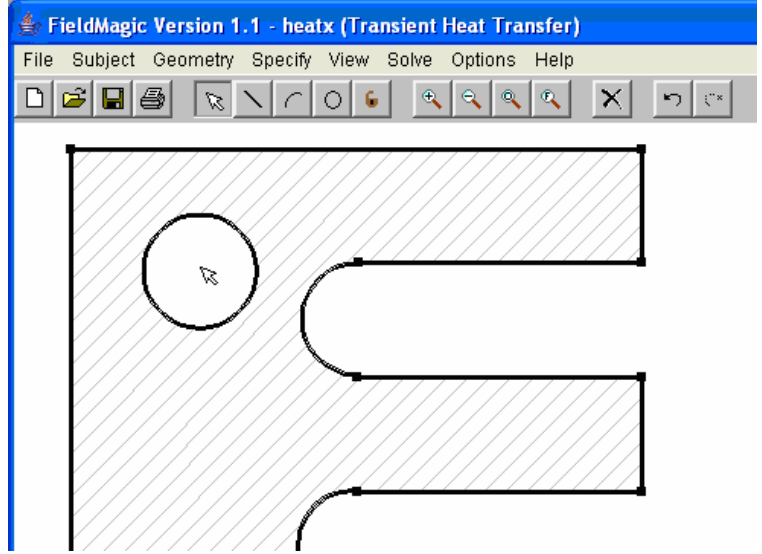 FieldMagic Version 1.1 - heatx (Transient Heat Transfer)
File Subject Geometry Specify View Solve Options Help